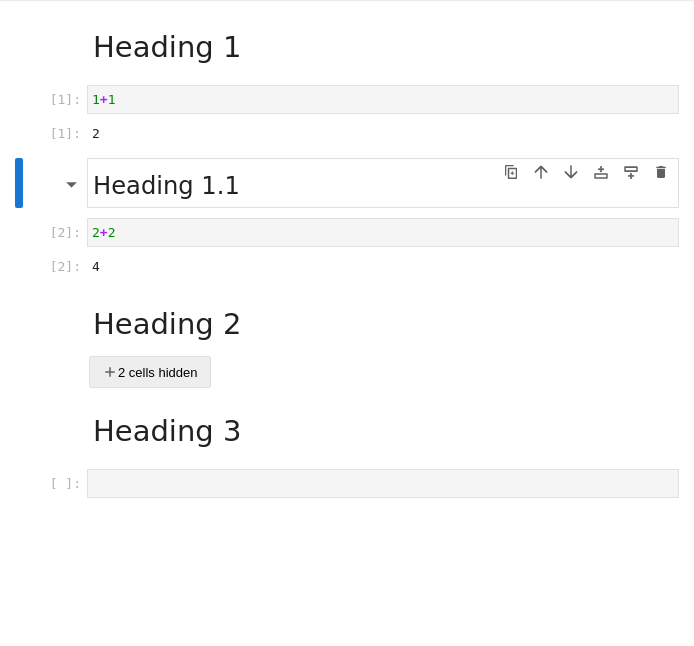 Heading 1
[1]: 1+1
[1]: 2
Heading 1.1
[2]: 2+2
[2]: 4
Heading 2
2 cells hidden
Heading 3
[ ]: